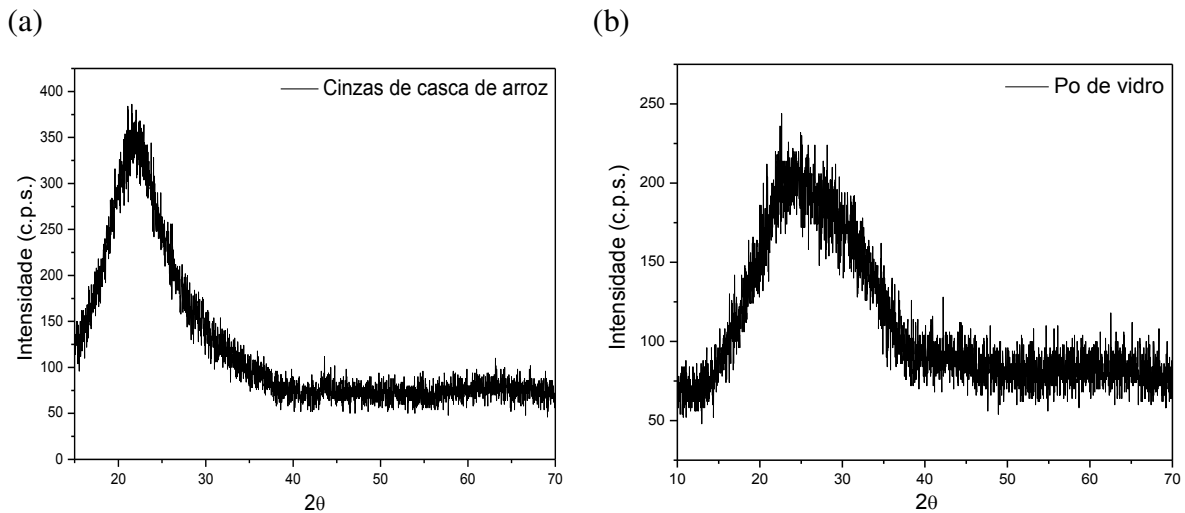 (a)
(b)
Cinzas de casca de arroz
Intensidade (c.p.s.)
400
350
300
250
200
150
100
50
0
20 30 40 50 60 70
2θ
Po de vidro
Intensidade (c.p.s.)
250
200
150
100
50
10 20 30 40 50 60 70
2θ